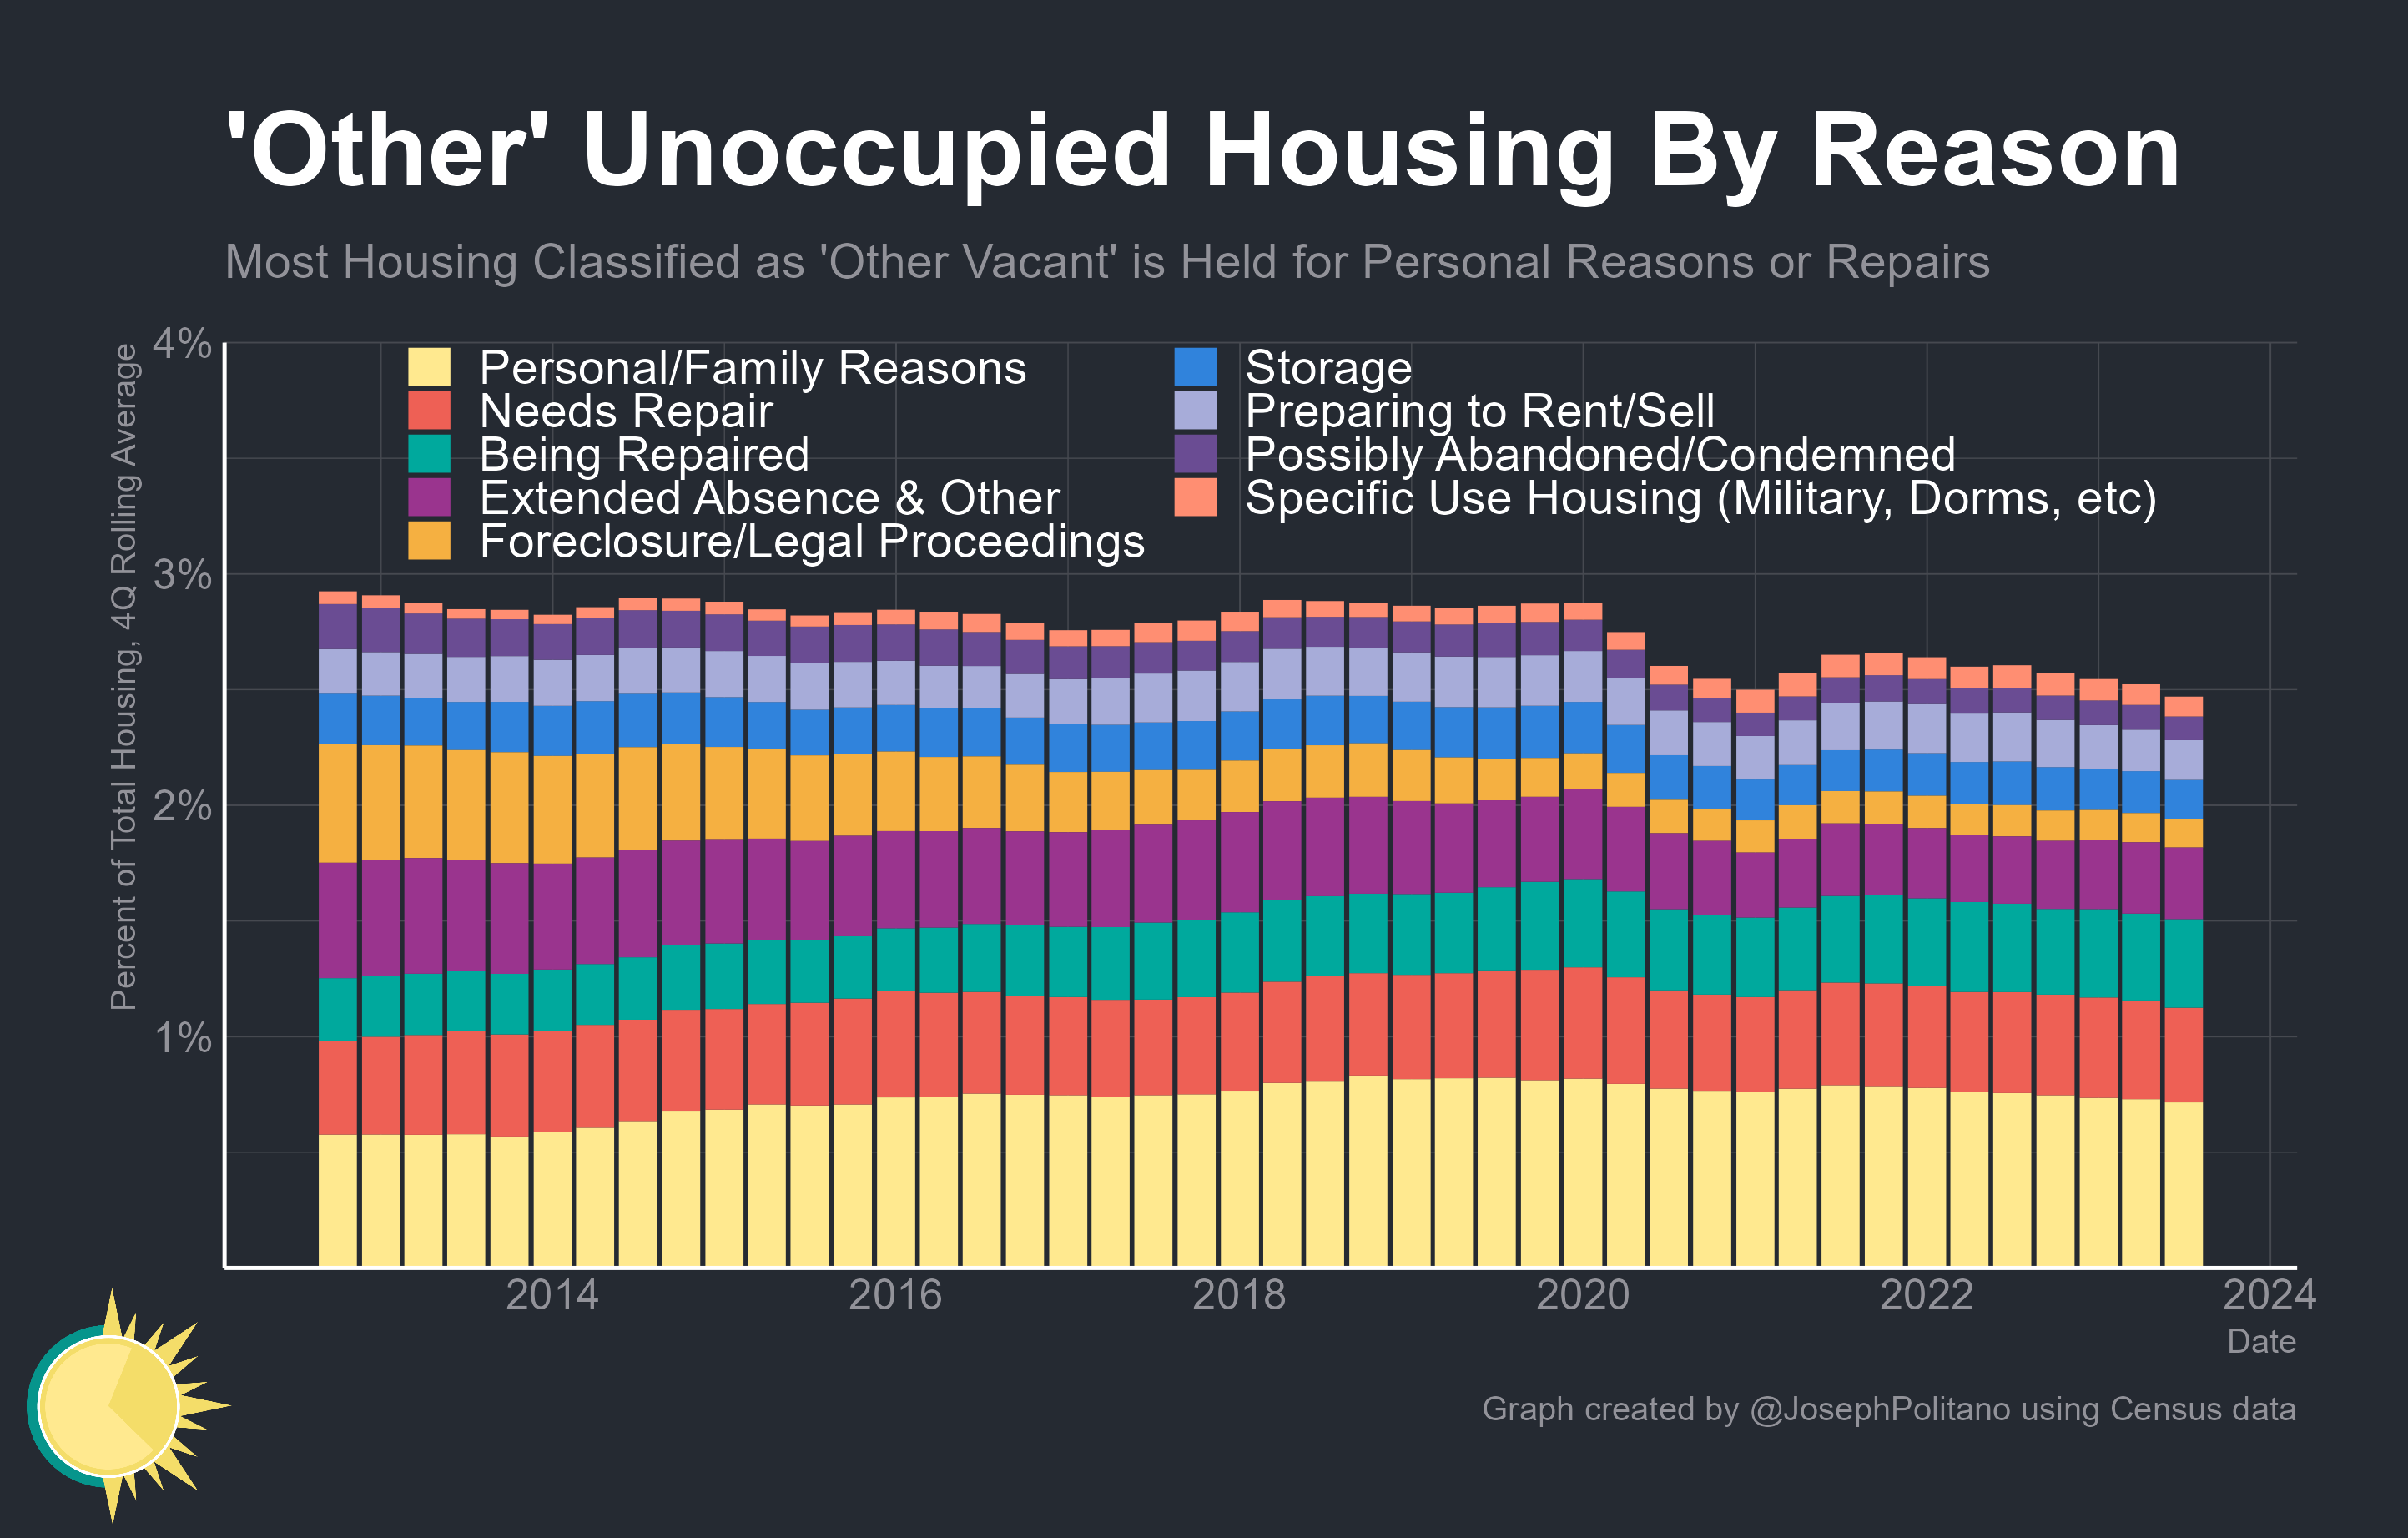 'Other' Unoccupied Housing By Reason
Most Housing Classified as 'Other Vacant' is Held for Personal Reasons or Repairs
Percent of Total Housing, 4Q Rolling Average
4%
3%
2%
1%
Personal/Family Reasons
Needs Repair
Being Repaired
Extended Absence & Other
Foreclosure/Legal Proceedings
Storage
Preparing to Rent/Sell
Possibly Abandoned/Condemned
Specific Use Housing (Military, Dorms, etc)
2014 2016 2018 2020 2022 2024
Date
Graph created by @JosephPolitano using Census data